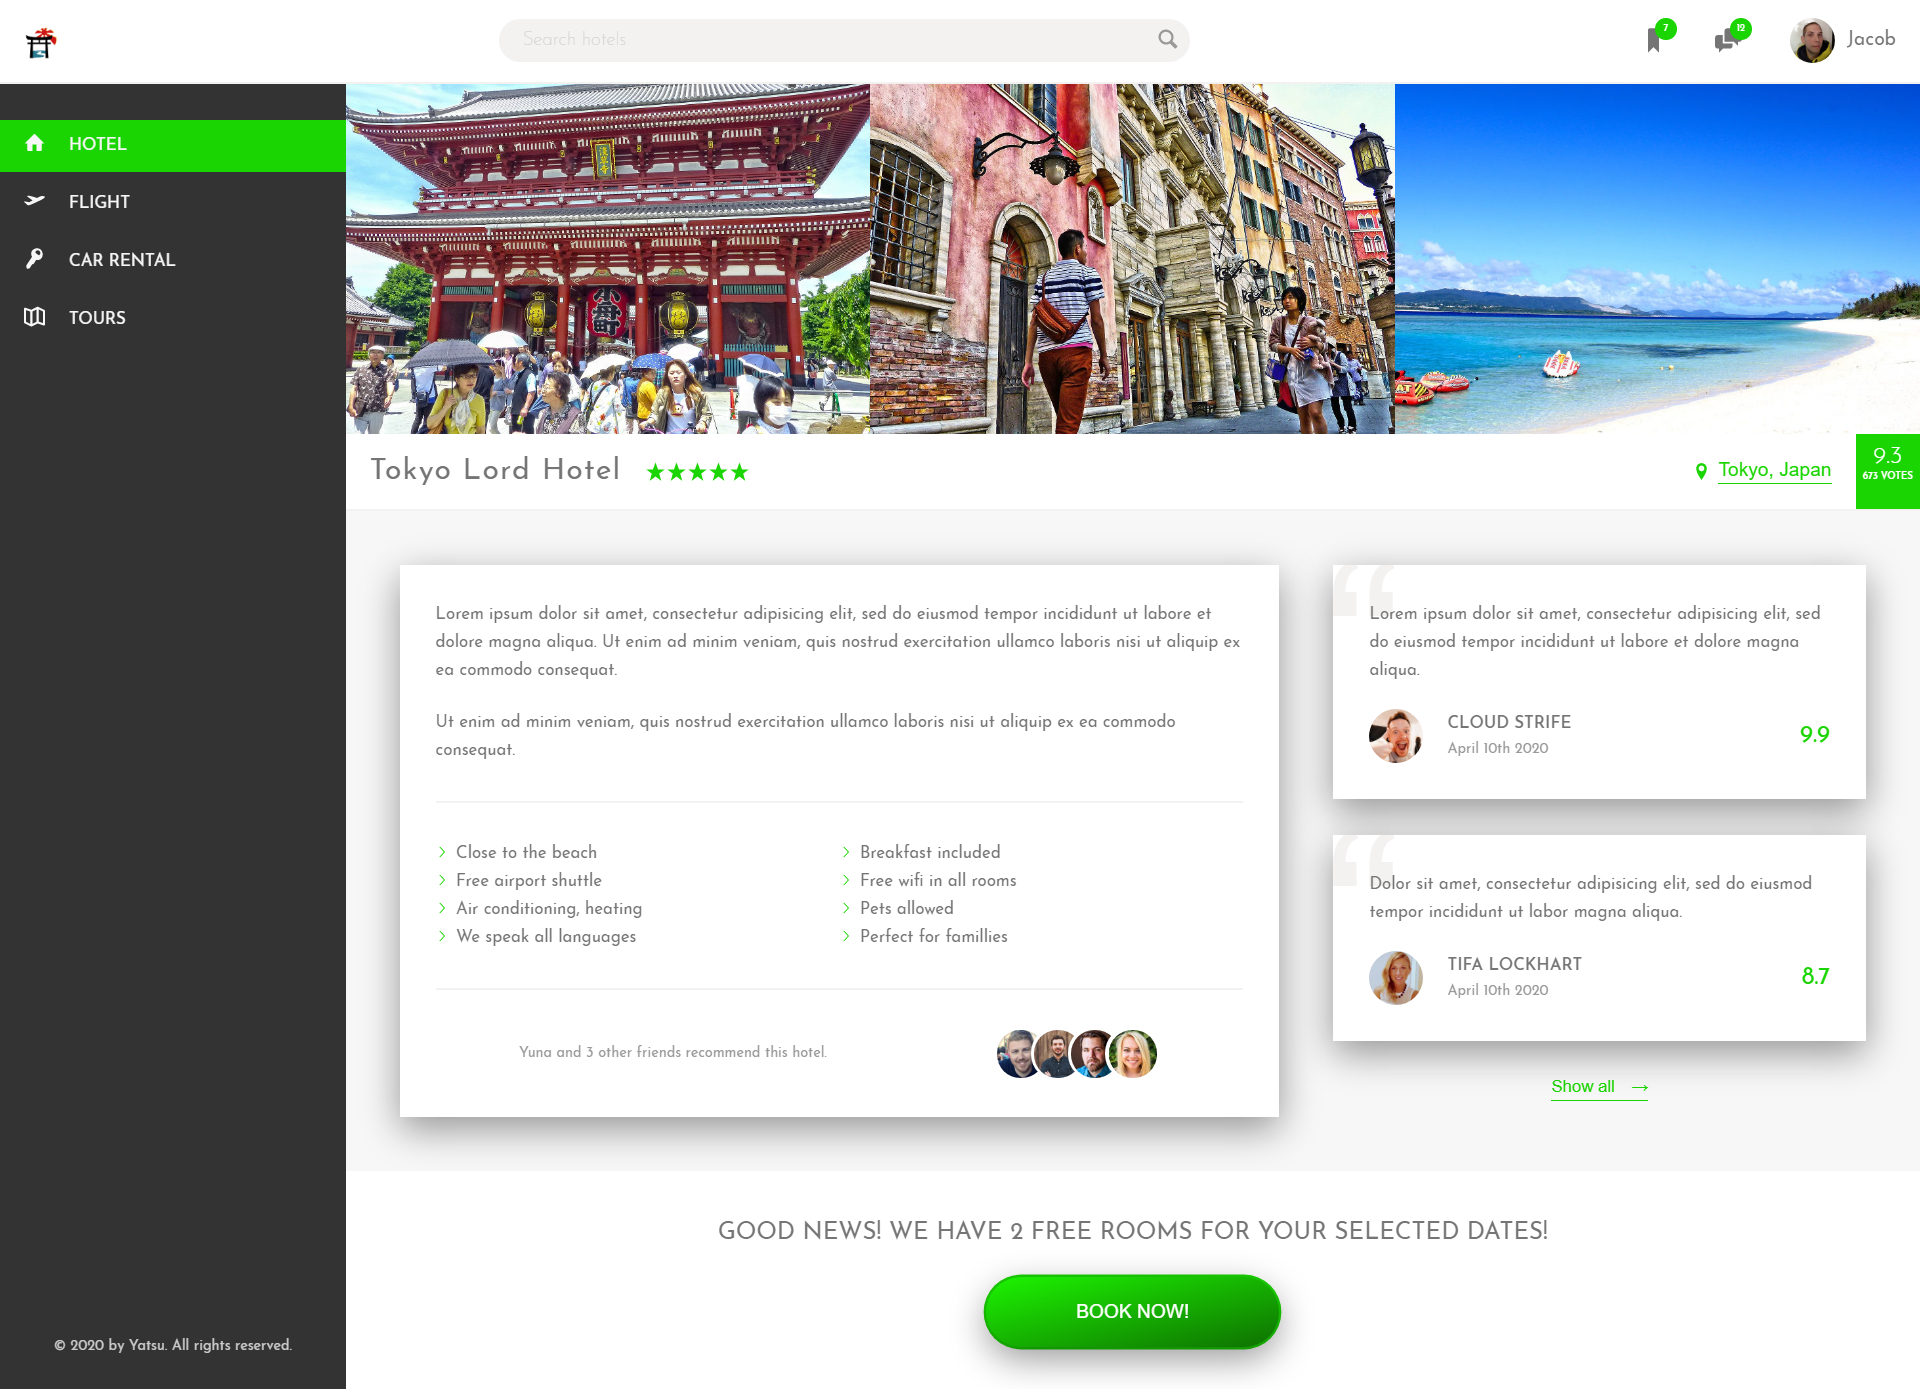 Search hotels
7
12
Jacob
HOTEL
FLIGHT
CAR RENTAL
TOURS
Tokyo Lord Hotel
Tokyo, Japan
9.3
673 VOTES
Lorem ipsum dolor sit amet, consectetur adipisicing elit, sed do eiusmod tempor incididunt ut labore et
dolore magna aliqua. Ut enim ad minim veniam, quis nostrud exercitation ullamco laboris nisi ut aliquip ex
ea commodo consequat.
Ut enim ad minim veniam, quis nostrud exercitation ullamco laboris nisi ut aliquip ex ea commodo
consequat.
Close to the beach
Free airport shuttle
Air conditioning, heating
We speak all languages
Breakfast included
Free wifi in all rooms
Pets allowed
Perfect for famillies
Yuna and 3 other friends recommend this hotel.
“
Lorem ipsum dolor sit amet, consectetur adipisicing elit, sed
do eiusmod tempor incididunt ut labore et dolore magna
aliqua.
CLOUD STRIFE
April 10th 2020
9.9
“
Dolor sit amet, consectetur adipisicing elit, sed do eiusmod
tempor incididunt ut labor magna aliqua.
TIFA LOCKHART
April 10th 2020
8.7
Show all →
GOOD NEWS! WE HAVE 2 FREE ROOMS FOR YOUR SELECTED DATES!
BOOK NOW!
© 2020 by Yatsu. All rights reserved.